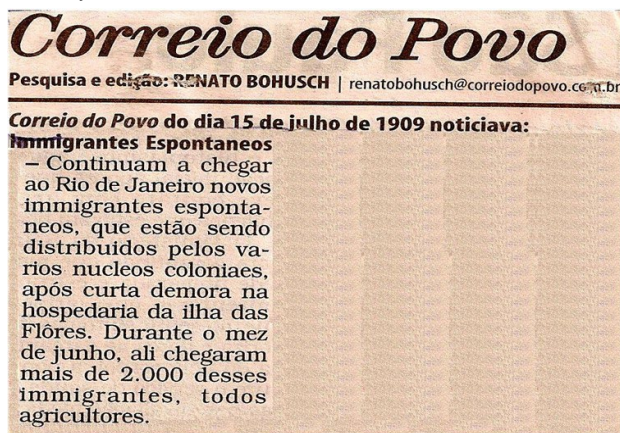 Correio do Povo
Pesquisa e edição: RENATO BOHUSCH | renatobohusch@correiodopovo.com.br
Correio do Povo do dia 15 de julho de 1909 noticiava:
Immigrantes Espontaneos
– Continuam a chegar
ao Rio de Janeiro novos
immigrantes esponta-
neos, que estão sendo
distribuidos pelos va-
rios nucleos coloniaes,
após curta demora na
hospedaria da ilha das
Flôres. Durante o mez
de junho, ali chegaram
mais de 2.000 desses
immigrantes, todos
agricultores.